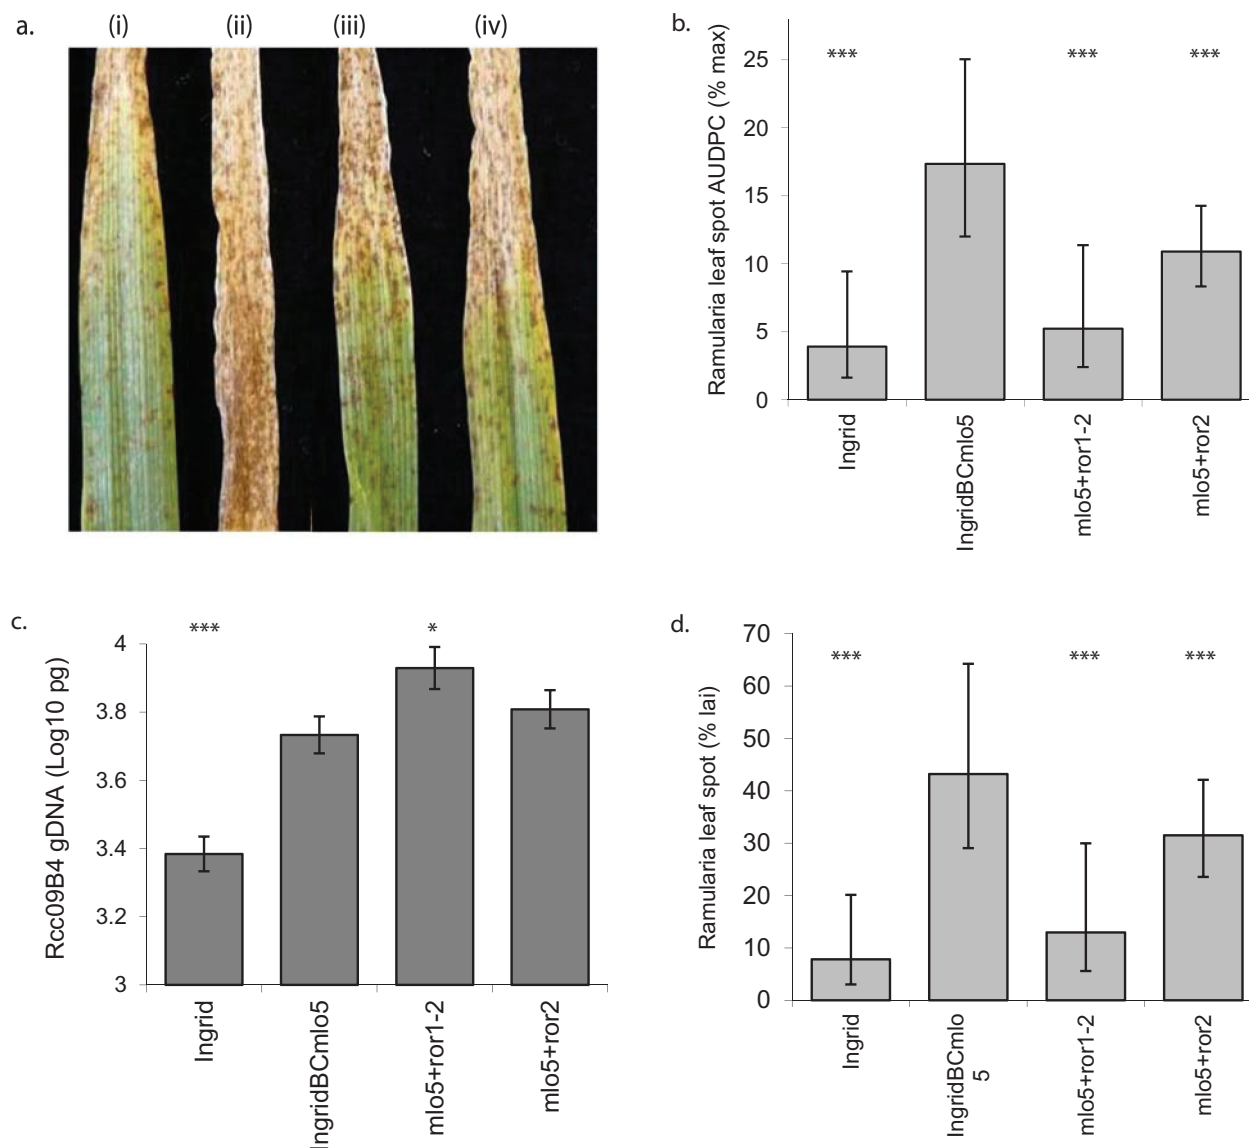 a.
(i) (ii) (iii) (iv)
b.
Ramularia leaf spot AUDPC (% max)
25
20
15
10
5
0
*** *** ***
Ingrid
IngridBCmlo5
mlo5+ror1-2
mlo5+ror2
c.
Rcc09B4 gDNA (Log10 pg)
4
3.8
3.6
3.4
3.2
3
*** *
Ingrid
IngridBCmlo5
mlo5+ror1-2
mlo5+ror2
d.
Ramularia leaf spot (% lai)
70
60
50
40
30
20
10
0
*** *** ***
Ingrid
IngridBCmlo
5
mlo5+ror1-2
mlo5+ror2